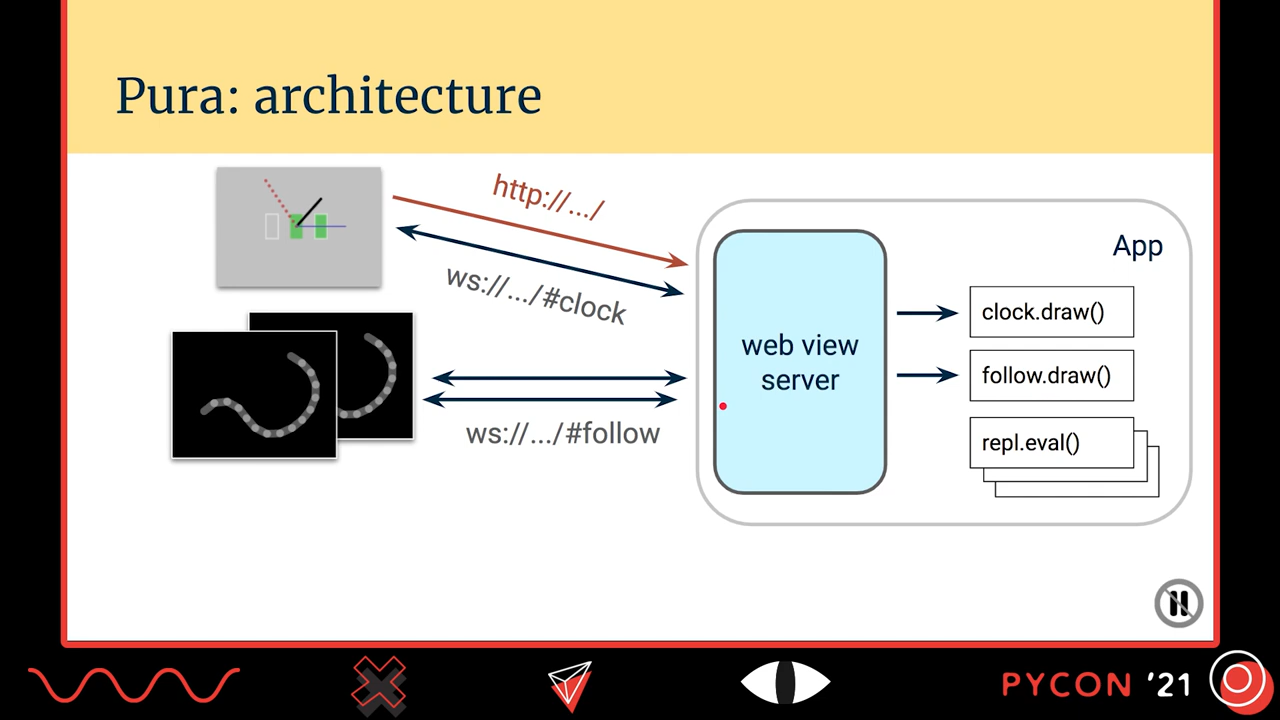 Pura: architecture
http://.../
ws://.../#clock
ws://.../#follow
App
web view
server
clock.draw()
follow.draw()
repl.eval()
PYCON '21